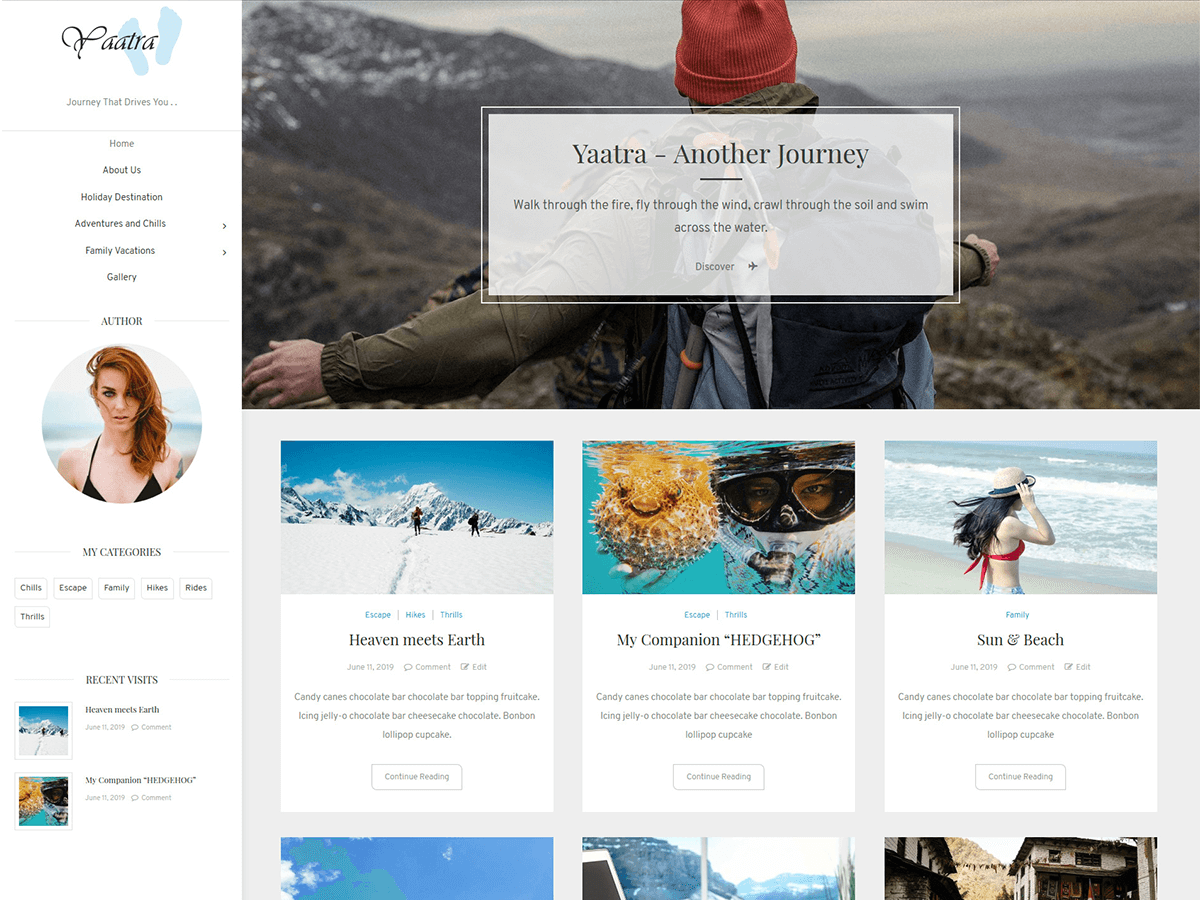 Yaatra
Journey That Drives You . .
Home
About Us
Holiday Destination
Adventures and Chills
Family Vacations
Gallery
AUTHOR
MY CATEGORIES
Chills Escape Family Hikes Rides
Thrills
RECENT VISITS
Heaven meets Earth
June 11, 2019 Comment
My Companion “HEDGEHOG”
June 11, 2019 Comment
Yaatra – Another Journey
Walk through the fire, fly through the wind, crawl through the soil and swim
across the water.
Discover
Escape | Hikes | Thrills
Heaven meets Earth
June 11, 2019 Comment Edit
Candy canes chocolate bar chocolate bar topping fruitcake.
Icing jelly-o chocolate bar cheesecake chocolate. Bonbon
lollipop cupcake.
Continue Reading
Escape | Thrills
My Companion “HEDGEHOG”
June 11, 2019 Comment Edit
Candy canes chocolate bar chocolate bar topping fruitcake.
Icing jelly-o chocolate bar cheesecake chocolate. Bonbon
lollipop cupcake
Continue Reading
Family
Sun & Beach
June 11, 2019 Comment Edit
Candy canes chocolate bar chocolate bar topping fruitcake.
Icing jelly-o chocolate bar cheesecake chocolate. Bonbon
lollipop cupcake
Continue Reading